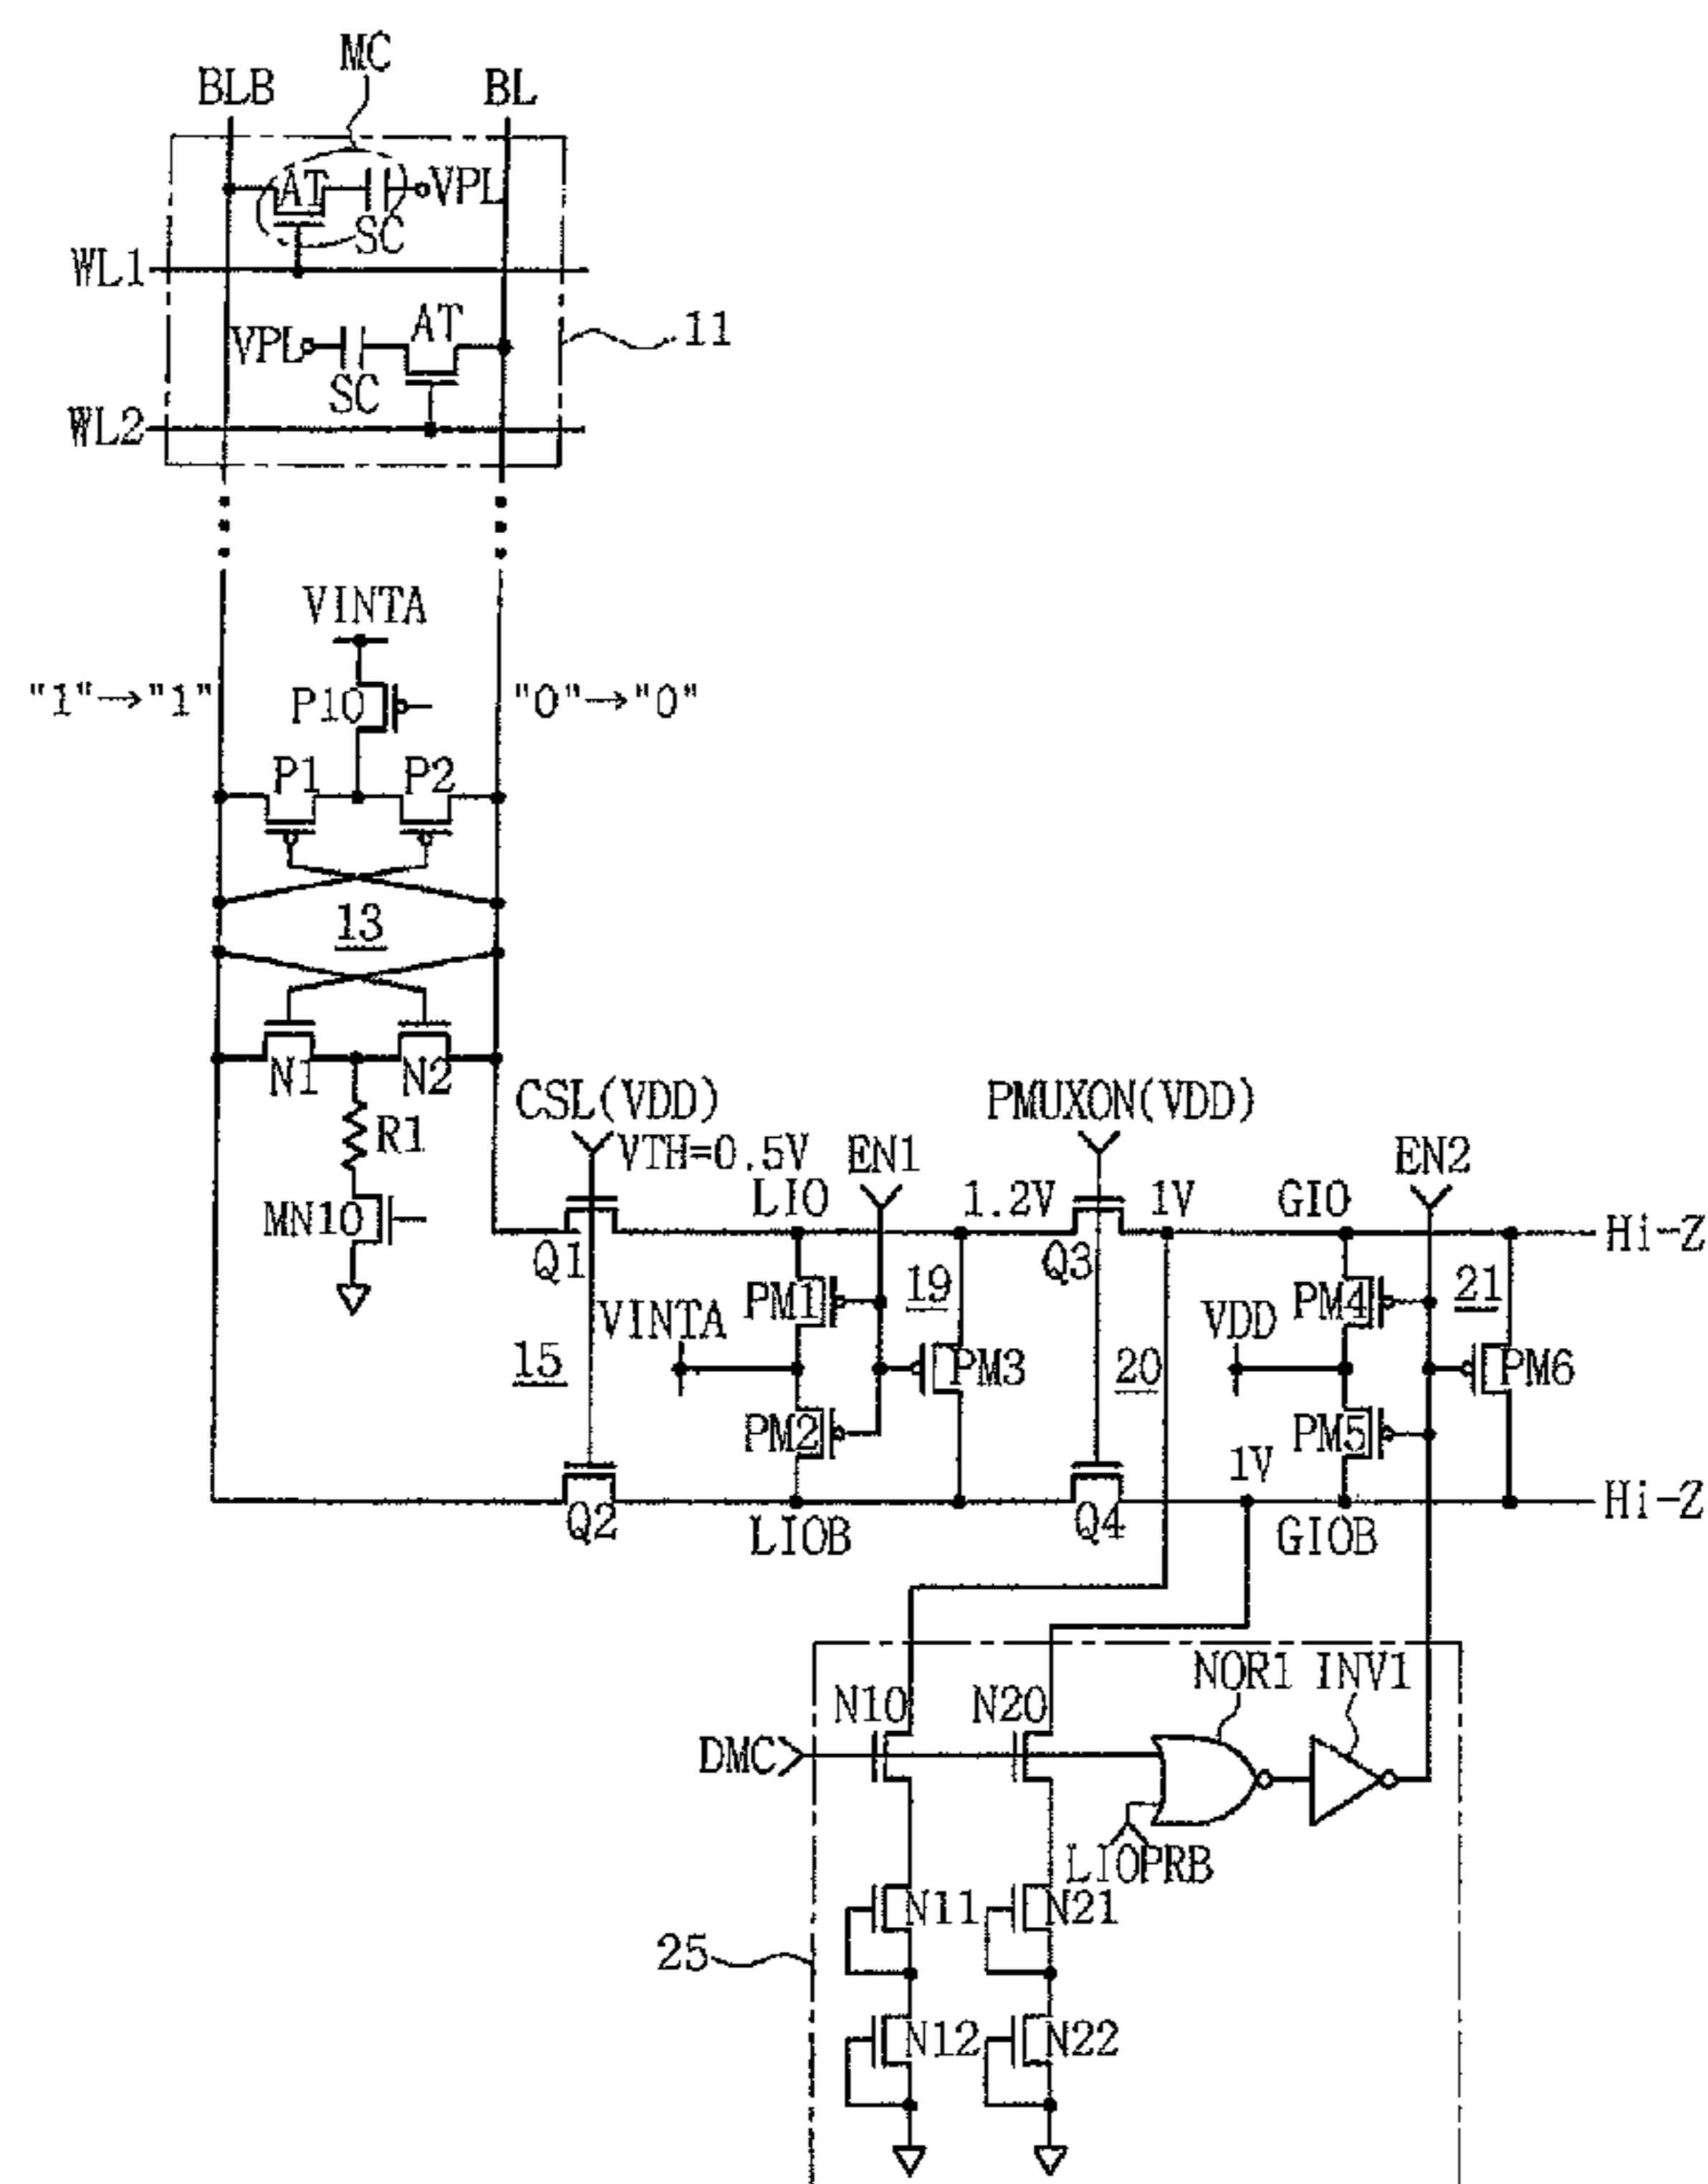 MC
BLB
BL
AT
VPL
SC
WL1
AT
11
VPL
SC
WL2
VINTA
"1"→"1"
P10
"0"→"0"
P1
P2
13
N1
N2
CSL(VDD)
PMUXON(VDD)
R1
VTH=0.5V
EN1
EN2
LIO
1.2V
1V
GIO
MN10
Hi-Z
Q1
Q3
19
21
PM1
PM4
VINTA
VDD
15
PM3
20
PM6
PM2
PM5
1V
Hi-Z
Q2
Q4
LIOB
GIOB
NOR1
INV1
N10
N20
DMC
LIOPRB
N11
N21
25
N12
N22